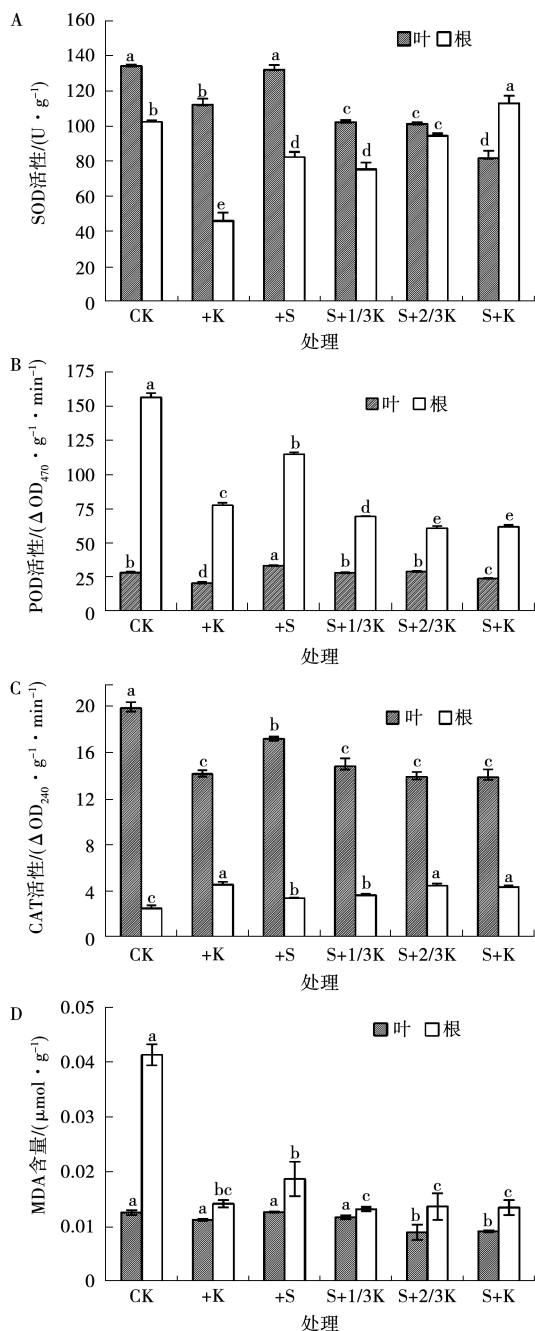 A
SOD活性/(U·g⁻¹)
160
140
120
100
80
60
40
20
0
叶 根
a b b e a d c d c c d a
CK +K +S S+1/3K S+2/3K S+K
处理
B
POD活性/(ΔOD₄₇₀·g⁻¹·min⁻¹)
175
150
125
100
75
50
25
0
叶 根
b a d c a b b d b e c e
CK +K +S S+1/3K S+2/3K S+K
处理
C
CAT活性/(ΔOD₂₄₀·g⁻¹·min⁻¹)
20
16
12
8
4
0
叶 根
a c c a b b c b c a c a
CK +K +S S+1/3K S+2/3K S+K
处理
D
MDA含量/(μmol·g⁻¹)
0.05
0.04
0.03
0.02
0.01
0
叶 根
a a a bc a b a c b c b c
CK +K +S S+1/3K S+2/3K S+K
处理